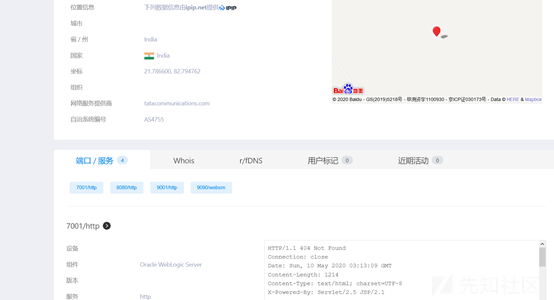 位置信息 下列数据信息由ipip.net提供 IPIP
城市
省 / 州 India
国家 India
坐标 21.786600, 82.794762
组织
网络服务提供商 tatacommunications.com
自治系统编号 AS4755
Baidu 百度
© 2020 Baidu - GS(2019)5218号 - 甲测资字1100930 - 京ICP证030173号 - Data © HERE & Mapbox
端口 / 服务 4 Whois r/fDNS 用户标记 0 近期活动 0
7001/http 8080/http 9001/http 9090/websm
7001/http
设备
组件 Oracle WebLogic Server
版本
服务 http
HTTP/1.1 404 Not Found
Connection: close
Date: Sun, 10 May 2020 03:13:09 GMT
Content-Length: 1214
Content-Type: text/html; charset=UTF-8
X-Powered-By: Servlet/2.5 JSP/2.1
先知社区